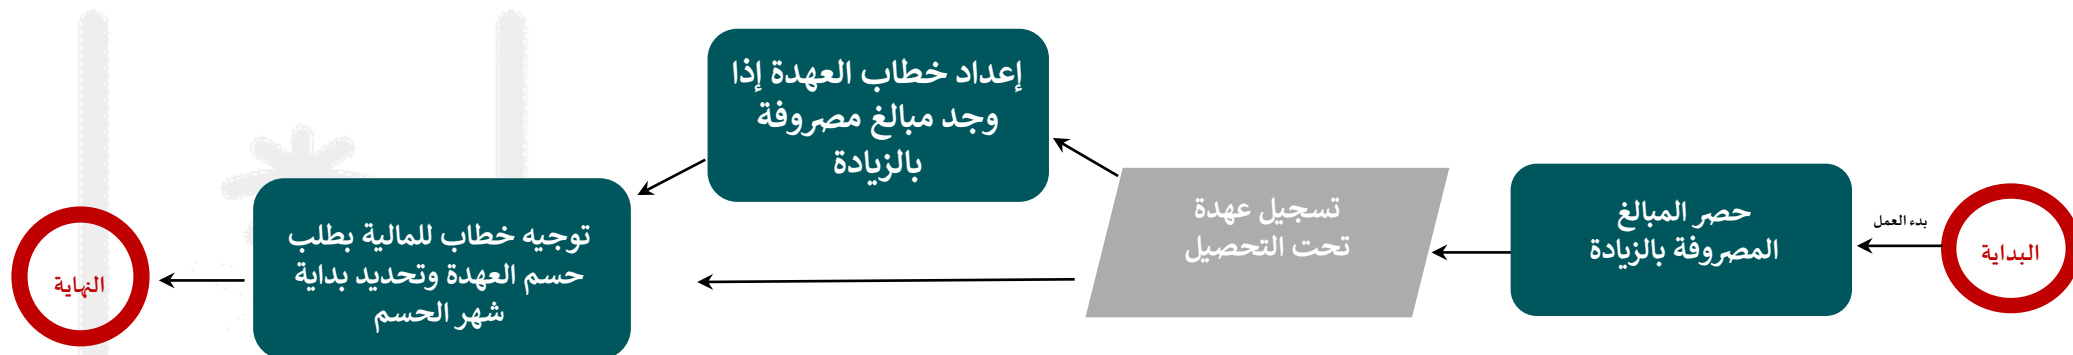 البداية
بدء العمل
حصر المبالغ
المصروفة بالزيادة
تسجيل عهدة
تحت التحصيل
إعداد خطاب العهدة إذا
وجد مبالغ مصروفة
بالزيادة
توجيه خطاب للمالية بطلب
حسم العهدة وتحديد بداية
شهر الحسم
النهاية